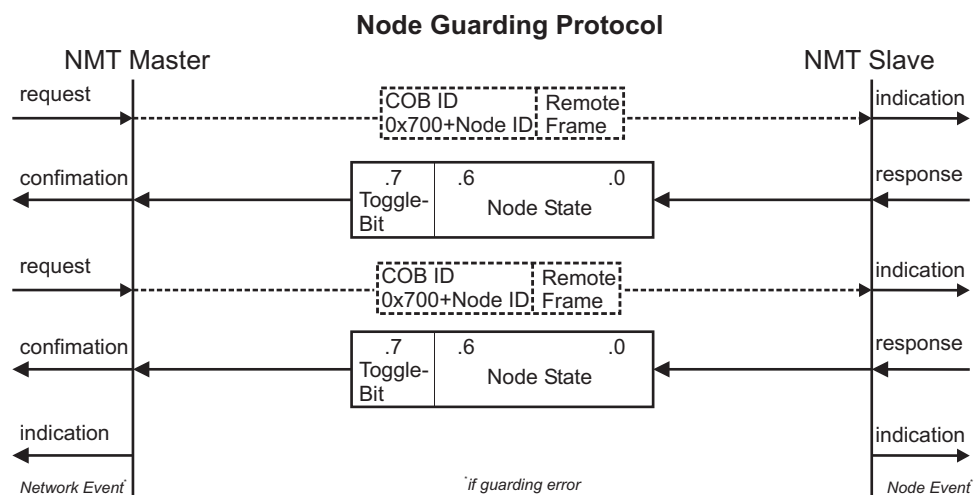 Node Guarding Protocol
NMT Master
NMT Slave
request
COB ID
0x700+Node ID
Remote
Frame
indication
confimation
.7
Toggle-
Bit
.6 .0
Node State
response
request
COB ID
0x700+Node ID
Remote
Frame
indication
confimation
.7
Toggle-
Bit
.6 .0
Node State
response
indication
indication
Network Event*
*if guarding error
Node Event*